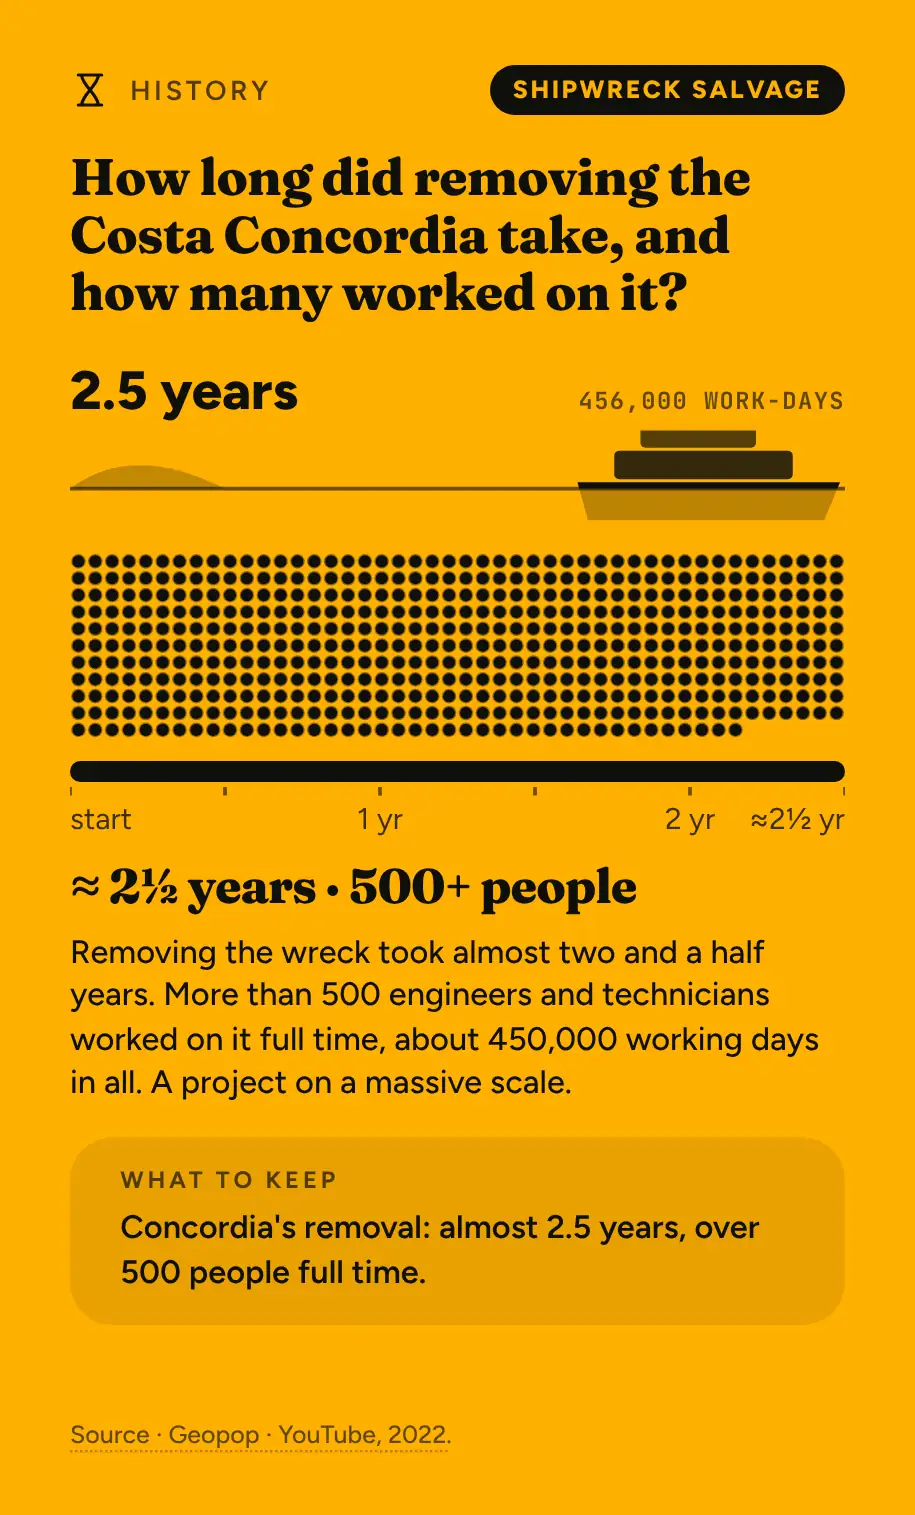 HISTORY
SHIPWRECK SALVAGE
How long did removing the
Costa Concordia take, and
how many worked on it?
2.5 years
456,000 WORK-DAYS
start
1 yr
2 yr
≈2½ yr
≈ 2½ years • 500+ people
Removing the wreck took almost two and a half
years. More than 500 engineers and technicians
worked on it full time, about 450,000 working days
in all. A project on a massive scale.
WHAT TO KEEP
Concordia's removal: almost 2.5 years, over
500 people full time.
Source · Geopop · YouTube, 2022.